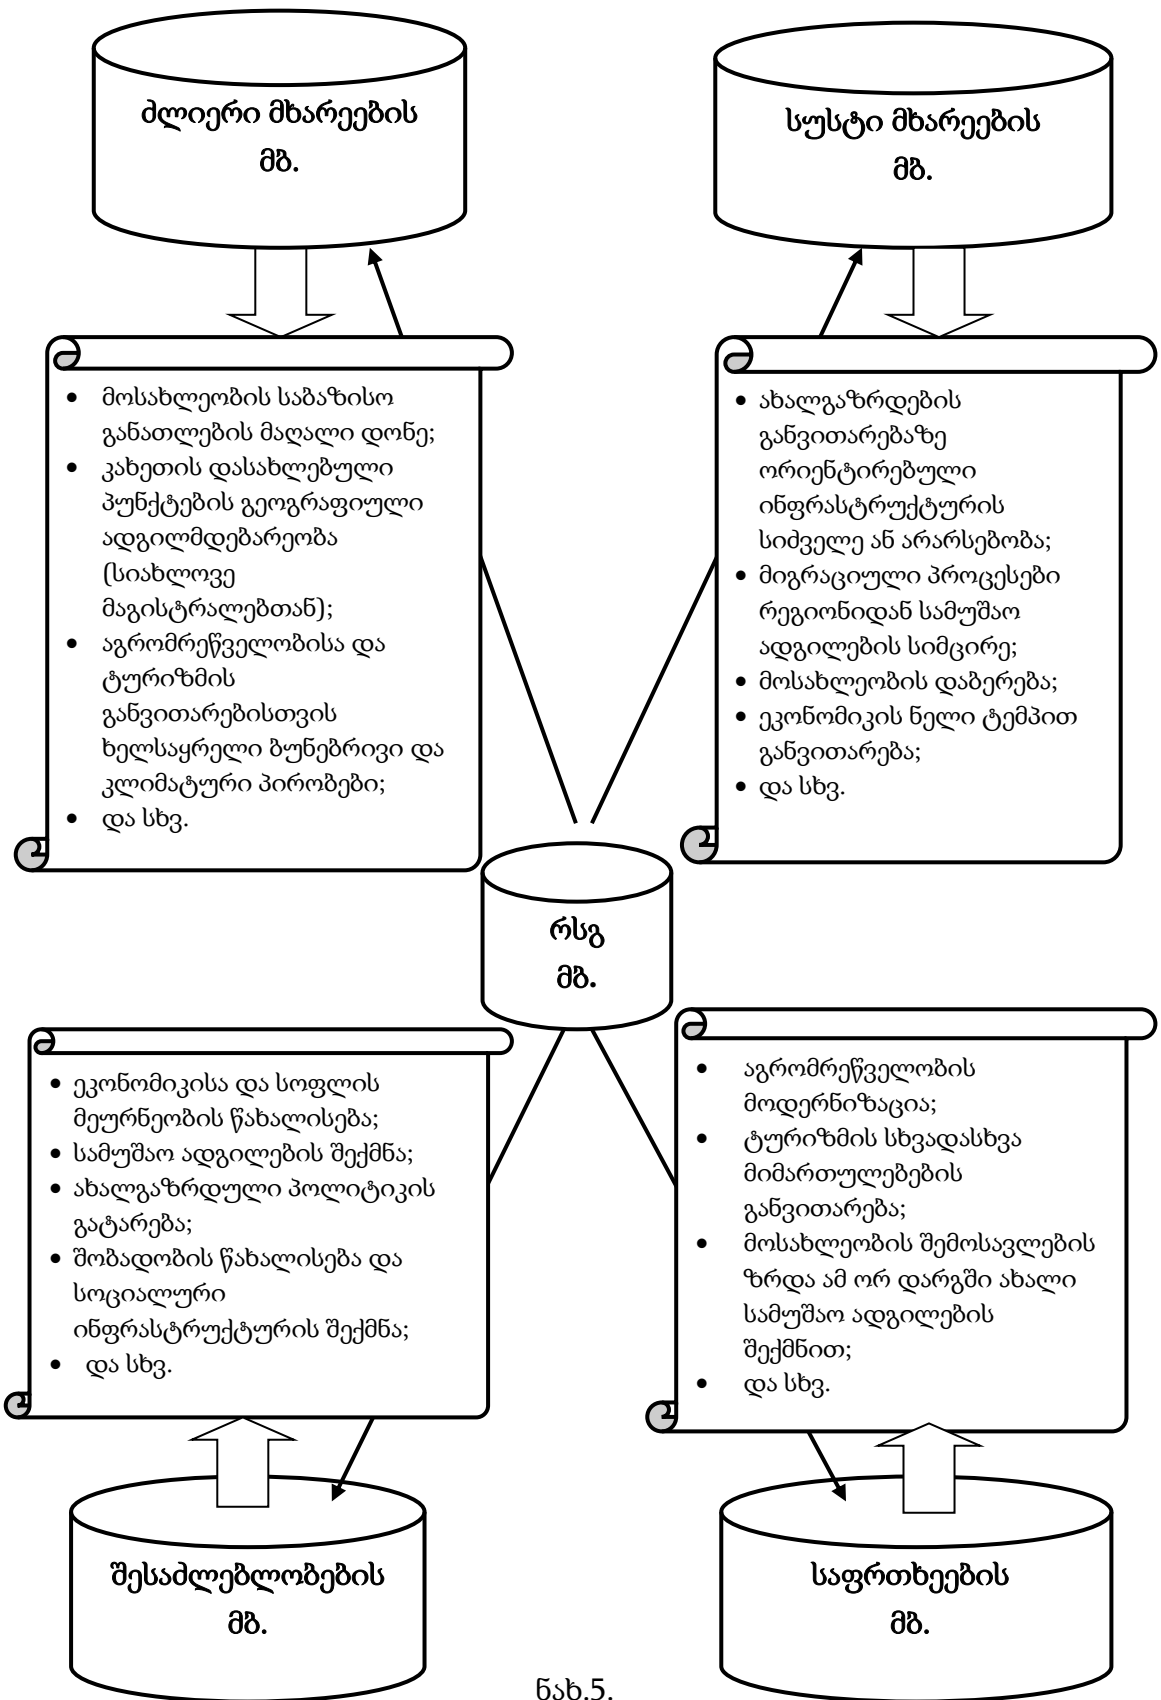 ძლიერი მხარეების
მბ.
სუსტი მხარეების
მბ.
• მოსახლეობის საბაზისო
განათლების მაღალი დონე;
• კახეთის დასახლებული
პუნქტების გეოგრაფიული
ადგილმდებარეობა
(სიახლოვე
მაგისტრალებთან);
• აგრომრეწველობისა და
ტურიზმის
განვითარებისთვის
ხელსაყრელი ბუნებრივი და
კლიმატური პირობები;
• და სხვ.
• ახალგაზრდების
განვითარებაზე
ორიენტირებული
ინფრასტრუქტურის
სიძველე ან არარსებობა;
• მიგრაციული პროცესები
რეგიონიდან სამუშაო
ადგილების სიმცირე;
• მოსახლეობის დაბერება;
• ეკონომიკის ნელი ტემპით
განვითარება;
• და სხვ.
რსგ
მბ.
• ეკონომიკისა და სოფლის
მეურნეობის წახალისება;
• სამუშაო ადგილების შექმნა;
• ახალგაზრდული პოლიტიკის
გატარება;
• შობადობის წახალისება და
სოციალური
ინფრასტრუქტურის შექმნა;
• და სხვ.
• აგრომრეწველობის
მოდერნიზაცია;
• ტურიზმის სხვადასხვა
მიმართულებების
განვითარება;
• მოსახლეობის შემოსავლების
ზრდა ამ ორ დარგში ახალი
სამუშაო ადგილების
შექმნით;
• და სხვ.
შესაძლებლობების
მბ.
საფრთხეების
მბ.
ნახ.5.